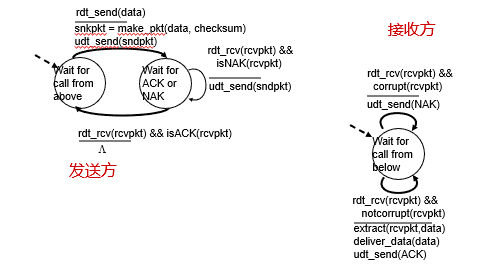 rdt_send(data)
snkpkt = make_pkt(data, checksum)
udt_send(sndpkt)
Wait for
call from
above
Wait for
ACK or
NAK
rdt_rcv(rcvpkt) &&
isNAK(rcvpkt)
udt_send(sndpkt)
rdt_rcv(rcvpkt) && isACK(rcvpkt)
Λ
发送方
接收方
rdt_rcv(rcvpkt) &&
corrupt(rcvpkt)
udt_send(NAK)
Wait for
call from
below
rdt_rcv(rcvpkt) &&
notcorrupt(rcvpkt)
extract(rcvpkt,data)
deliver_data(data)
udt_send(ACK)